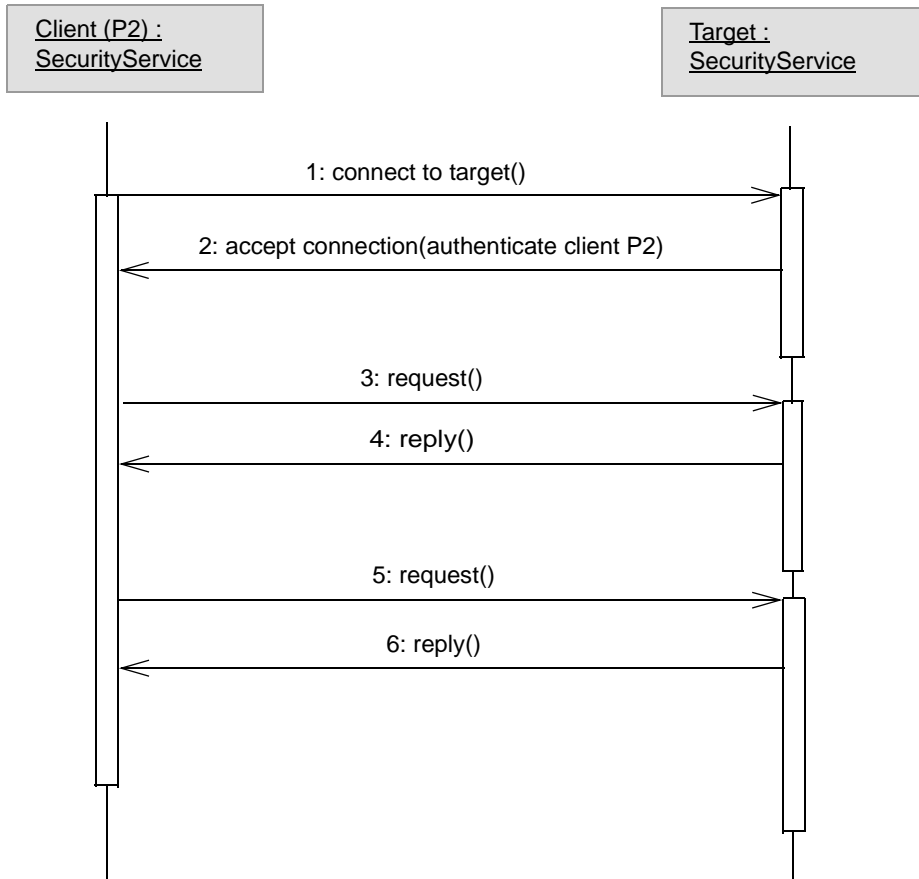 Client (P2) :
SecurityService
Target :
SecurityService
1: connect to target()
2: accept connection(authenticate client P2)
3: request()
4: reply()
5: request()
6: reply()